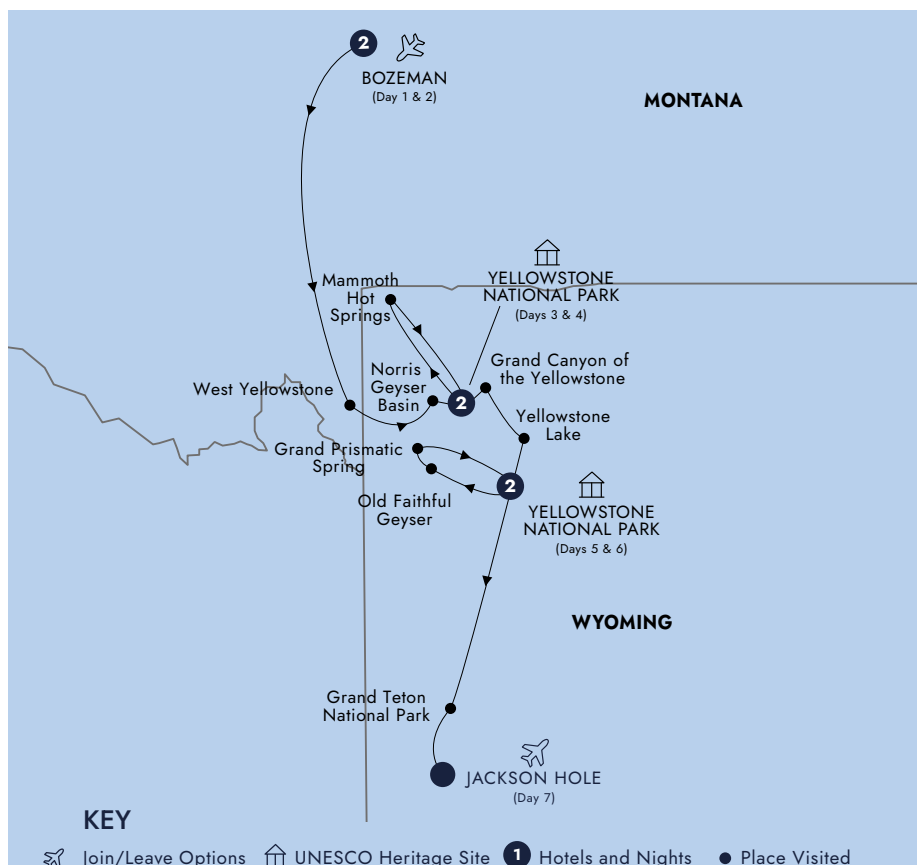 2
BOZEMAN
(Day 1 & 2)
MONTANA
YELLOWSTONE
NATIONAL PARK
(Days 3 & 4)
Mammoth
Hot
Springs
Grand Canyon of
the Yellowstone
Norris
Geyser
Basin
2
West Yellowstone
Yellowstone
Lake
Grand Prismatic
Spring
2
Old Faithful
Geyser
YELLOWSTONE
NATIONAL PARK
(Days 5 & 6)
WYOMING
Grand Teton
National Park
JACKSON HOLE
(Day 7)
KEY
Join/Leave Options
UNESCO Heritage Site
1 Hotels and Nights
Place Visited